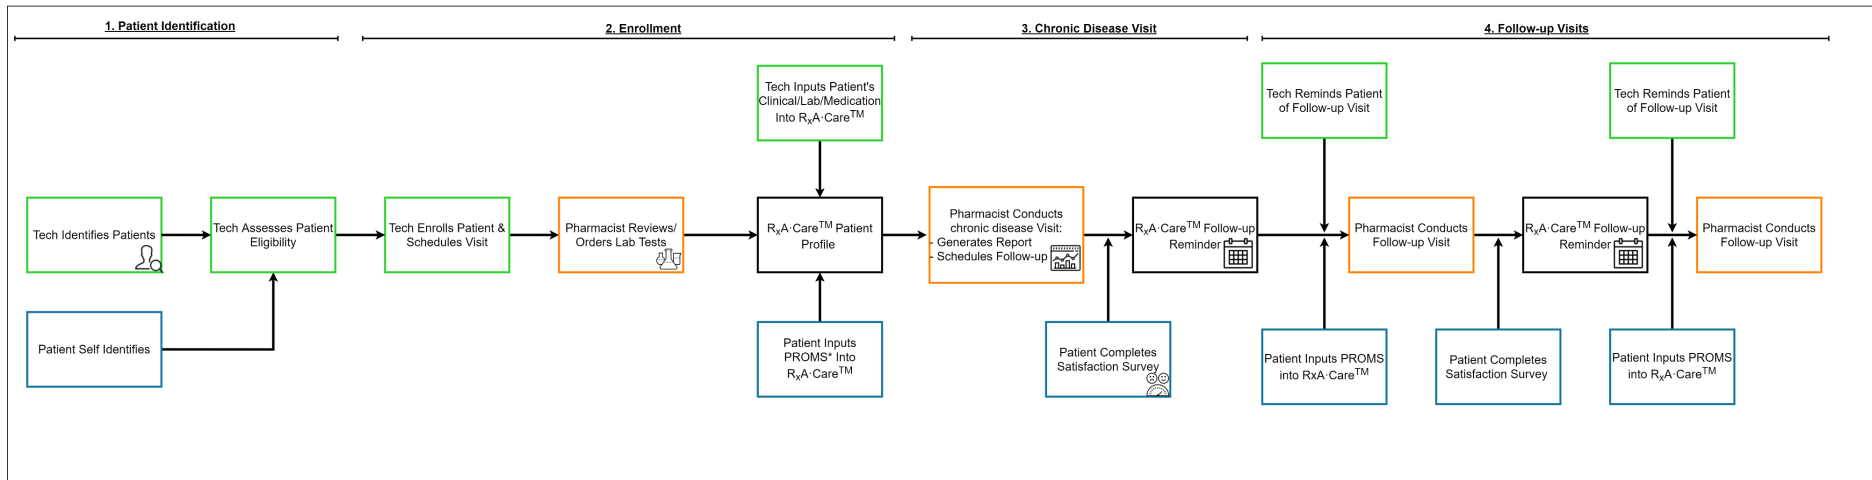 1. Patient Identification
2. Enrollment
3. Chronic Disease Visit
4. Follow-up Visits
Tech Inputs Patient's
Clinical/Lab/Medication
Into RxA·Care™
Tech Reminds Patient
of Follow-up Visit
Tech Reminds Patient
of Follow-up Visit
Tech Identifies Patients
Tech Assesses Patient
Eligibility
Tech Enrolls Patient &
Schedules Visit
Pharmacist Reviews/
Orders Lab Tests
RxA·Care™ Patient
Profile
Pharmacist Conducts
chronic disease Visit:
- Generates Report
- Schedules Follow-up
RxA·Care™ Follow-up
Reminder
Pharmacist Conducts
Follow-up Visit
RxA·Care™ Follow-up
Reminder
Pharmacist Conducts
Follow-up Visit
Patient Self Identifies
Patient Inputs
PROMS* Into
RxA·Care™
Patient Completes
Satisfaction Survey
Patient Inputs PROMS
into RxA·Care™
Patient Completes
Satisfaction Survey
Patient Inputs PROMS
into RxA·Care™